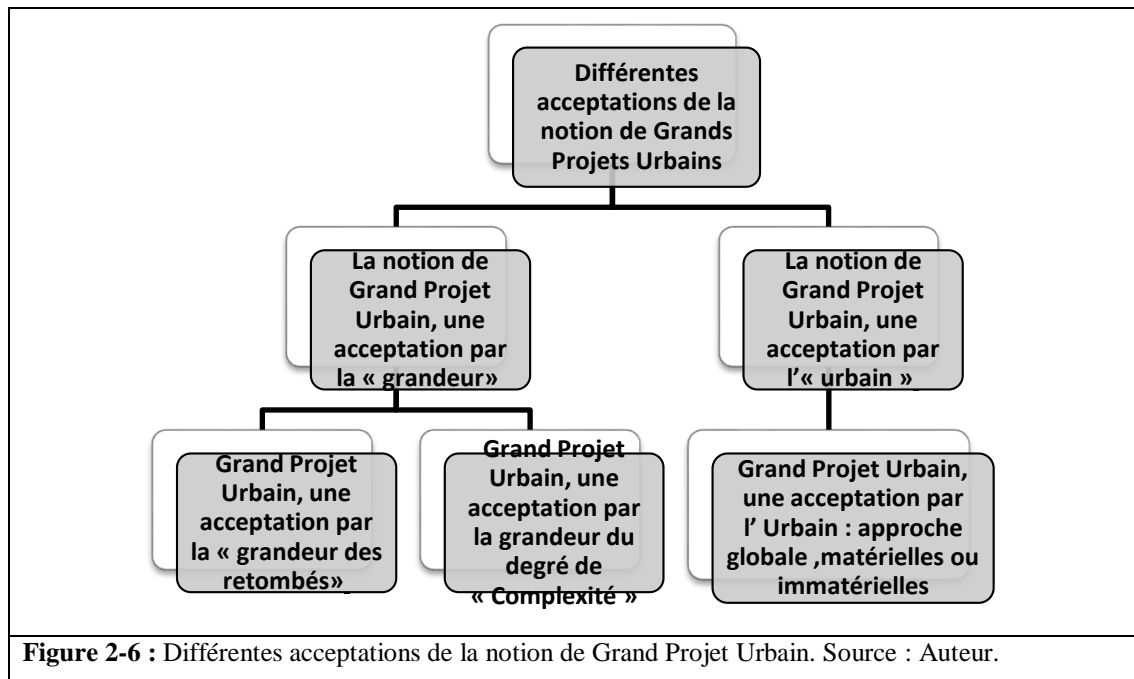 Différentes
acceptations de la
notion de Grands
Projets Urbains
La notion de
Grand Projet
Urbain, une
acceptation par
la « grandeur»
La notion de
Grand Projet
Urbain, une
acceptation par
l'« urbain »
Grand Projet
Urbain, une
acceptation par
la « grandeur des
retombés»
Grand Projet
Urbain, une
acceptation par
la grandeur du
degré de
« Complexité »
Grand Projet Urbain,
une acceptation par
l' Urbain : approche
globale ,matérielles ou
immatérielles
Figure 2-6 : Différentes acceptations de la notion de Grand Projet Urbain. Source : Auteur.